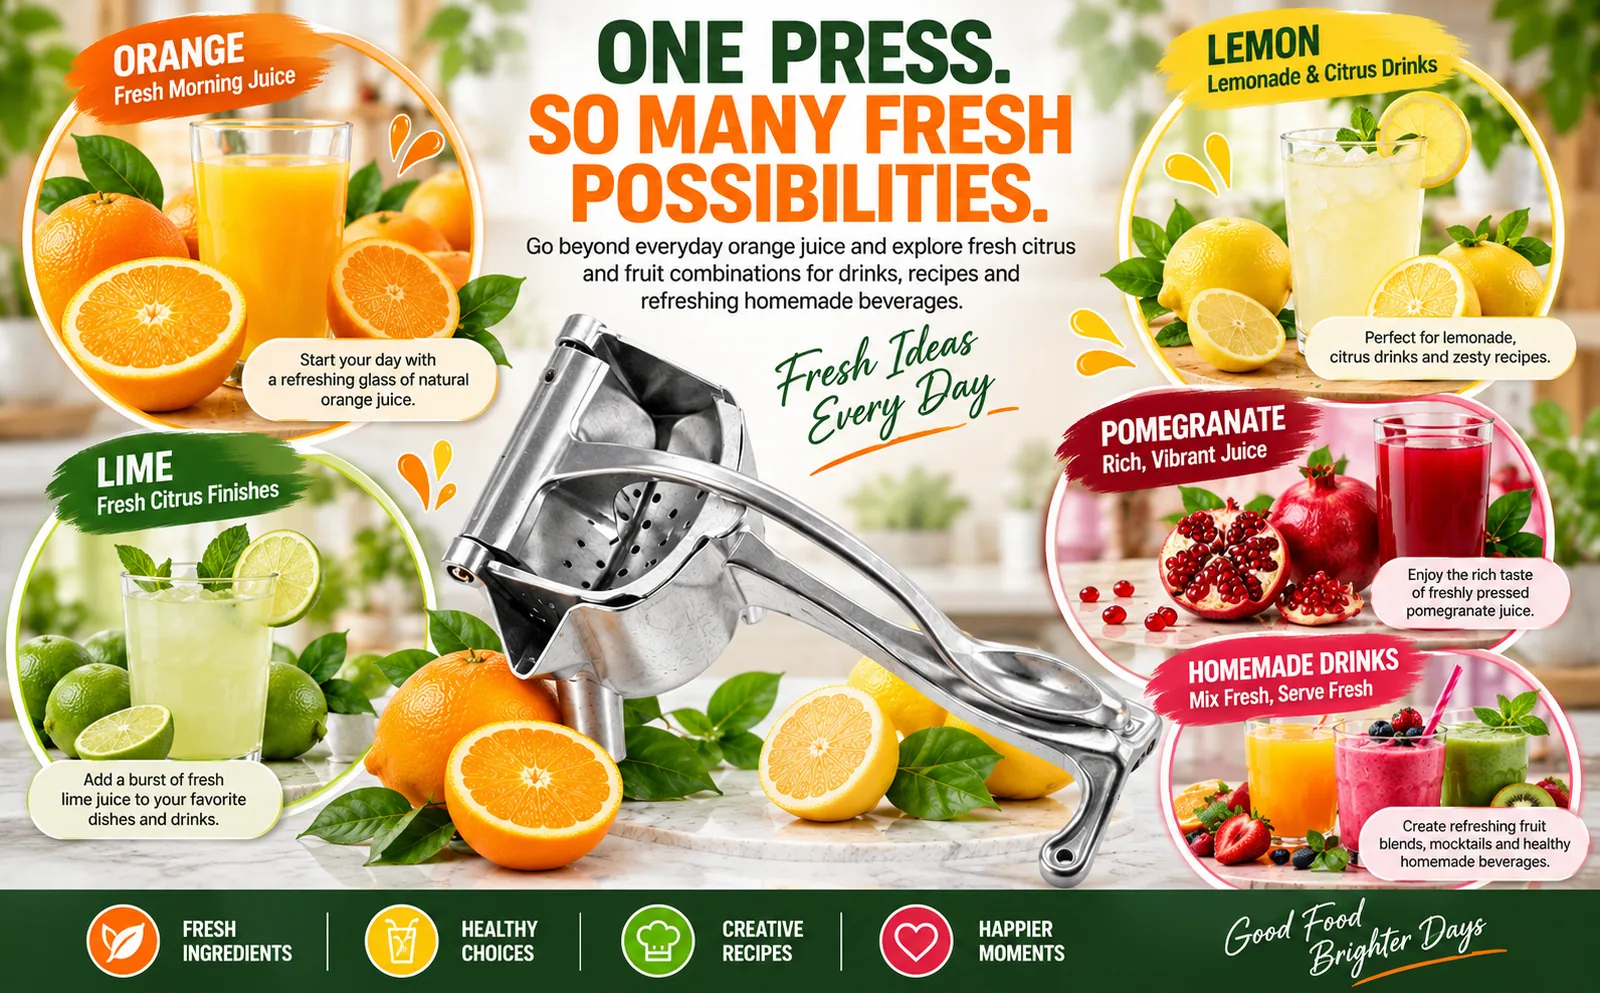 ONE PRESS.
SO MANY FRESH
POSSIBILITIES.
Go beyond everyday orange juice and explore fresh citrus
and fruit combinations for drinks, recipes and
refreshing homemade beverages.
Fresh Ideas
Every Day
ORANGE
Fresh Morning Juice
Start your day with
a refreshing glass of natural
orange juice.
LIME
Fresh Citrus Finishes
Add a burst of fresh
lime juice to your favorite
dishes and drinks.
LEMON
Lemonade & Citrus Drinks
Perfect for lemonade,
citrus drinks and zesty recipes.
POMEGRANATE
Rich, Vibrant Juice
Enjoy the rich taste
of freshly pressed
pomegranate juice.
HOMEMADE DRINKS
Mix Fresh, Serve Fresh
Create refreshing fruit
blends, mocktails and healthy
homemade beverages.
FRESH
INGREDIENTS
HEALTHY
CHOICES
CREATIVE
RECIPES
HAPPIER
MOMENTS
Good Food
Brighter Days